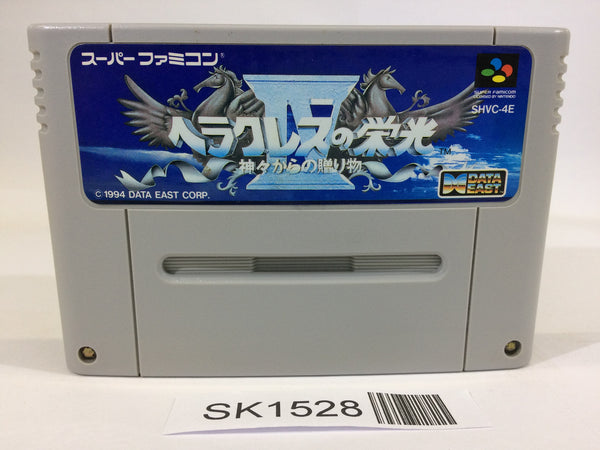 スーパーファミコン®
IV
ヘラクレスの栄光™
神々からの贈り物
SUPER FAMICOM
LICENSED BY NINTENDO
SHVC-4E
© 1994 DATA EAST CORP.
DATA
EAST
SK1528